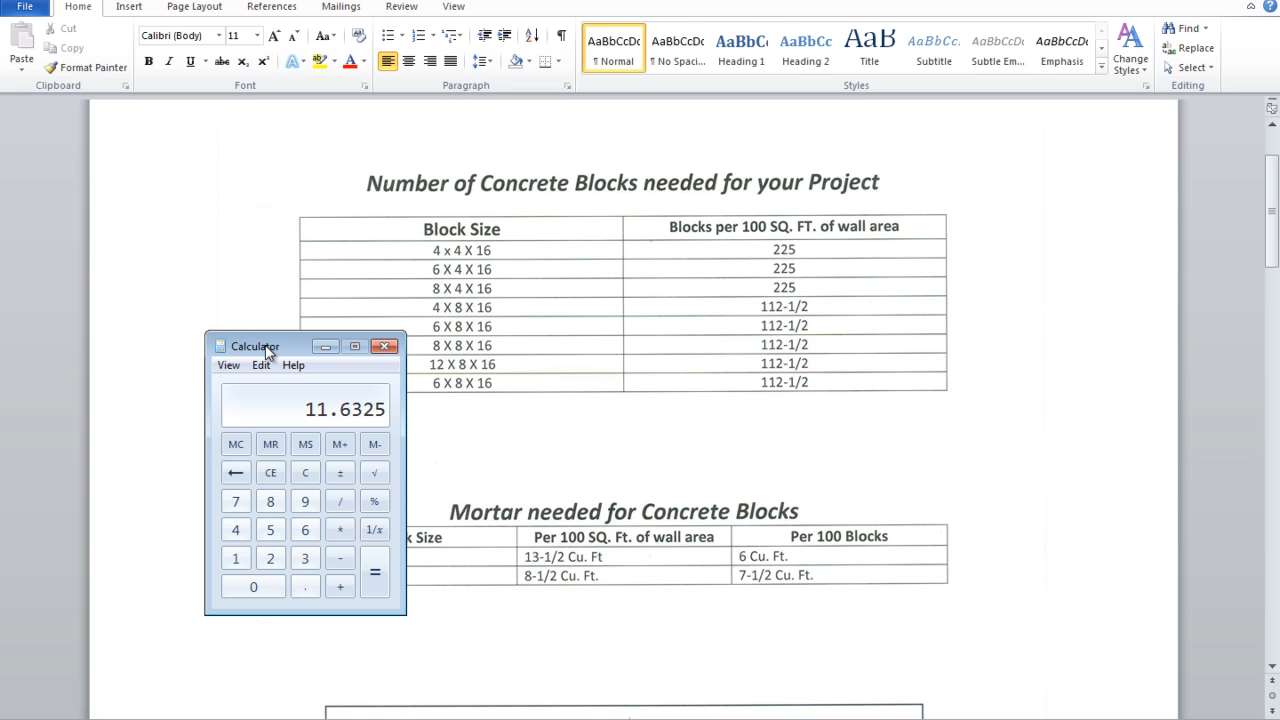 File Home Insert Page Layout References Mailings Review View
Cut
Copy
Paste
Format Painter
Clipboard
Calibri (Body) 11 Aa
B I U abc x₂ x² A A
Font
Paragraph
AaBbCcDc AaBbCcDc AaBbC AaBbCc AaB AaBbCc. AaBbCcDc AaBbCcDc
¶ Normal ¶ No Spaci... Heading 1 Heading 2 Title Subtitle Subtle Em... Emphasis
Styles
Change Styles
Find
Replace
Select
Editing
Number of Concrete Blocks needed for your Project
Block Size Blocks per 100 SQ. FT. of wall area
4 x 4 X 16 225
6 X 4 X 16 225
8 X 4 X 16 225
4 X 8 X 16 112-1/2
6 X 8 X 16 112-1/2
8 X 8 X 16 112-1/2
12 X 8 X 16 112-1/2
6 X 8 X 16 112-1/2
Calculator
View Edit Help
11.6325
MC MR MS M+ M-
← CE C ± √
7 8 9 / %
4 5 6 * 1/x
1 2 3 - =
0 . +
Mortar needed for Concrete Blocks
k Size Per 100 SQ. Ft. of wall area Per 100 Blocks
13-1/2 Cu. Ft 6 Cu. Ft.
8-1/2 Cu. Ft. 7-1/2 Cu. Ft.